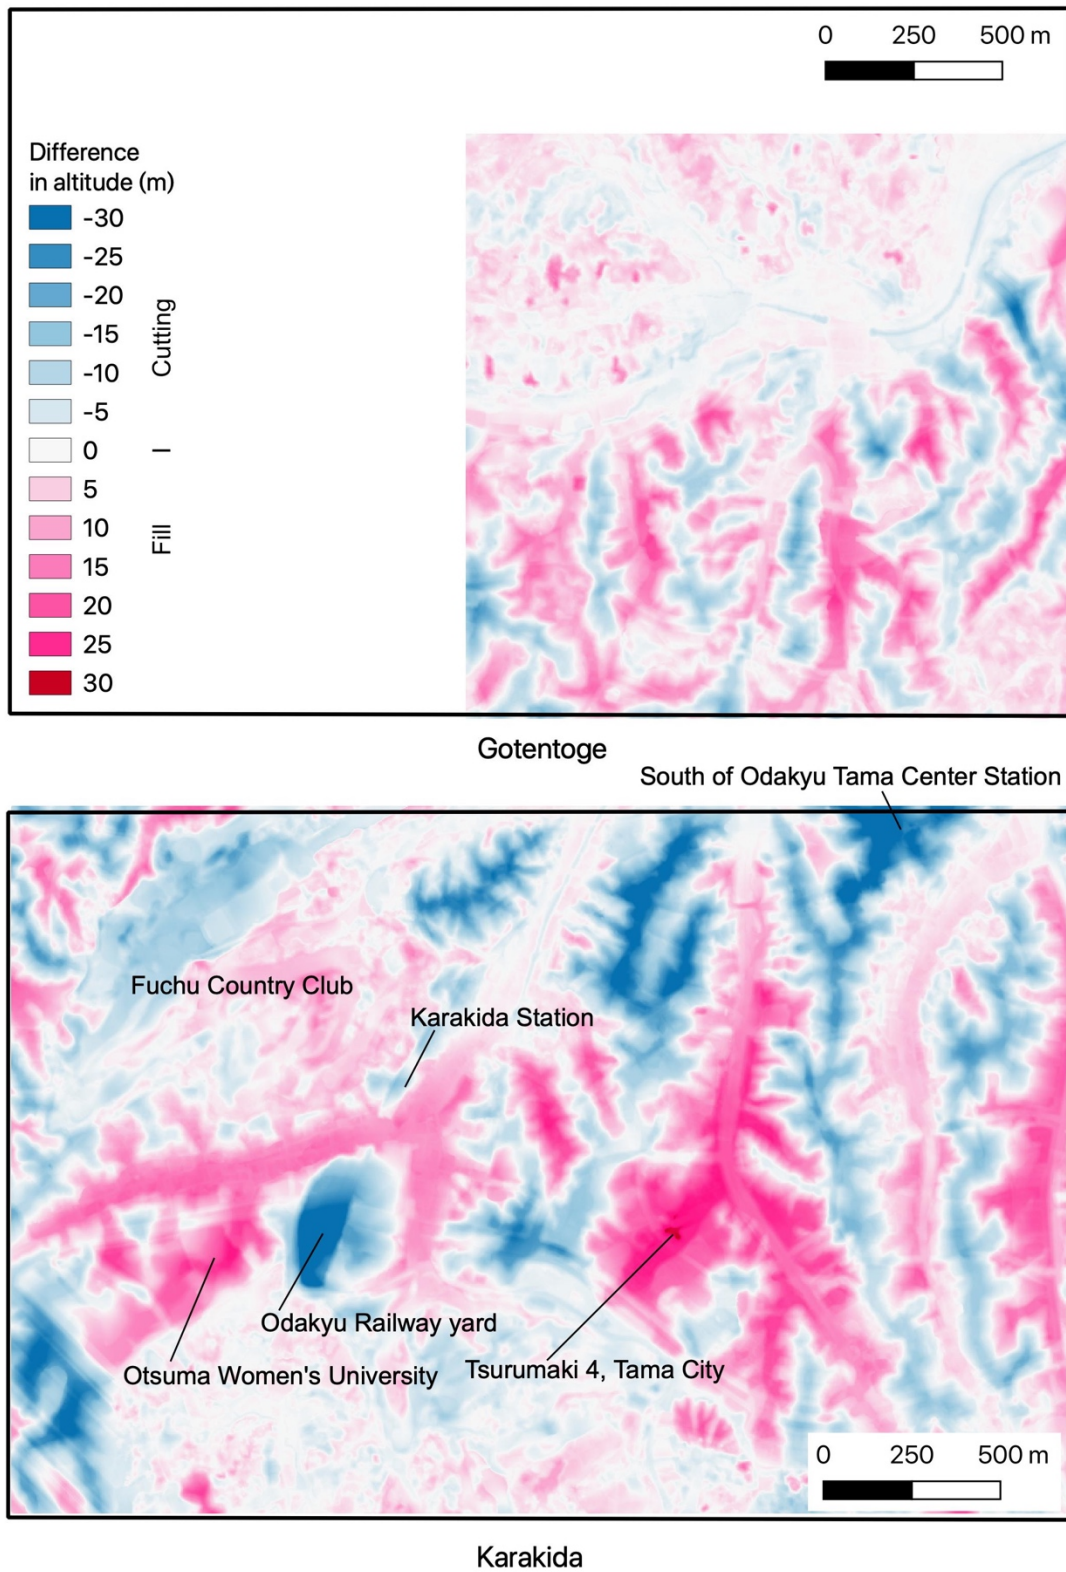 0 250 500 m
Difference
in altitude (m)
-30
-25
-20
-15
-10
-5
0
5
10
15
20
25
30
Cutting
|
Fill
Gotentoge
South of Odakyu Tama Center Station
Fuchu Country Club
Karakida Station
Odakyu Railway yard
Otsuma Women's University
Tsurumaki 4, Tama City
0 250 500 m
Karakida